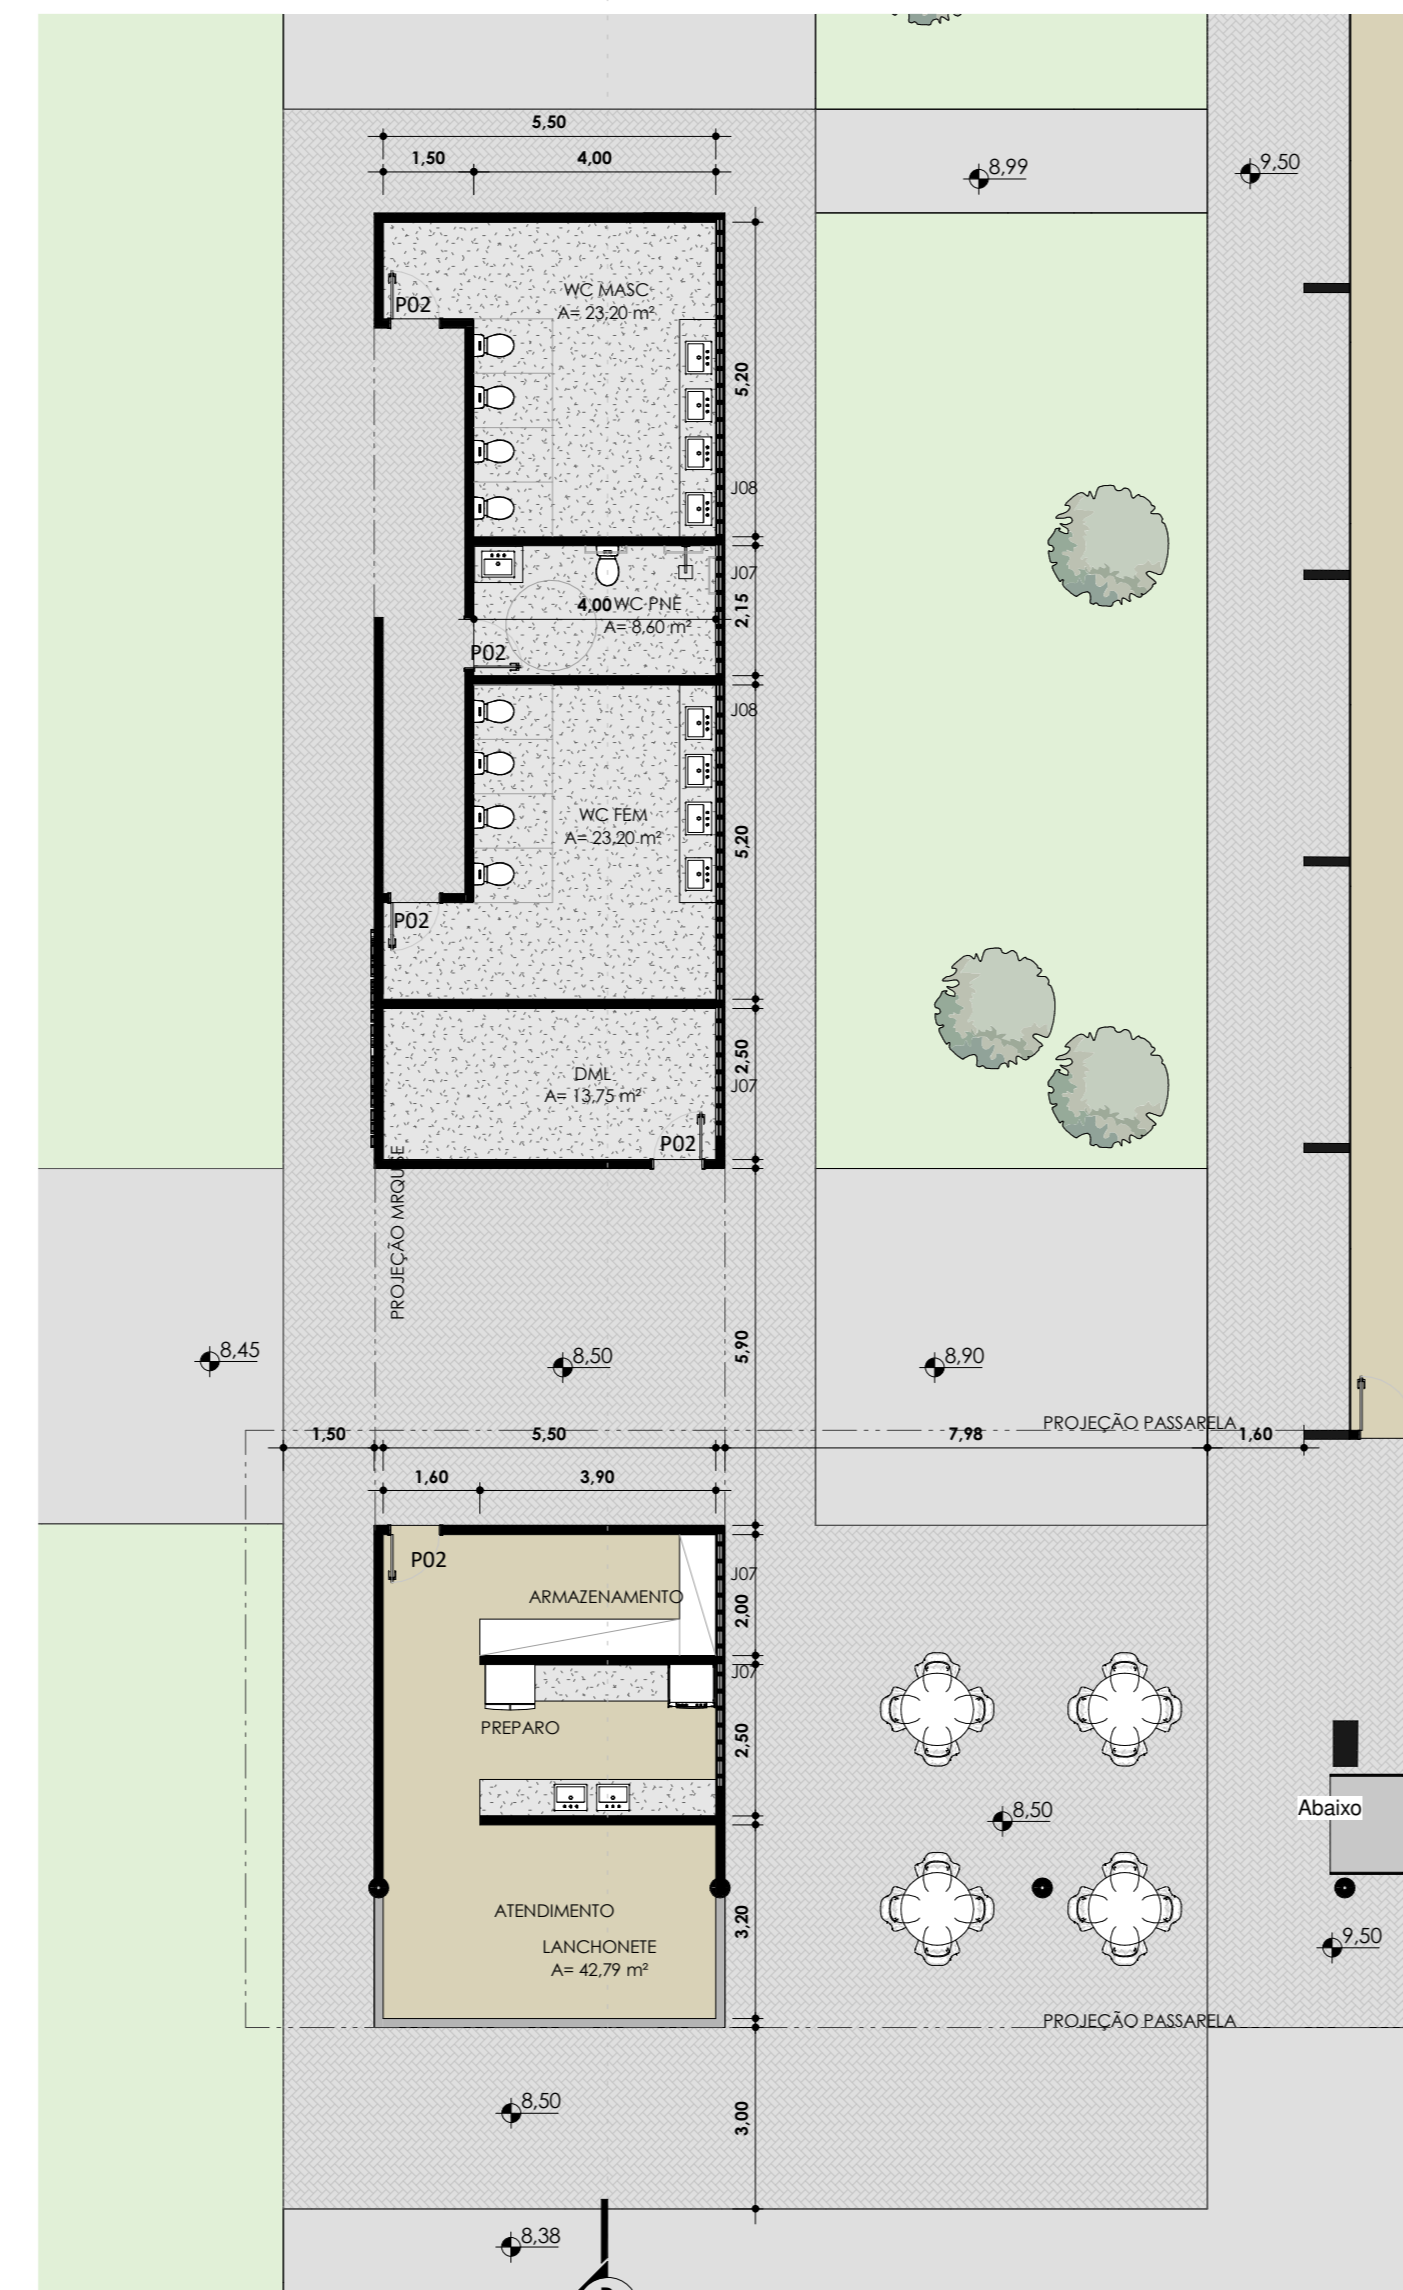 5,50
1,50
4,00
8,99
9,50
WC MASC
A= 23,20 m²
P02
5,20
J08
J07
4,00
WC PNE
A= 8,60 m²
2,15
P02
J08
WC FEM
A= 23,20 m²
5,20
P02
2,50
DML
A= 13,75 m²
J07
P02
PROJEÇÃO MRQUISE
8,45
8,50
5,90
8,90
PROJEÇÃO PASSARELA
1,50
5,50
7,98
1,60
1,60
3,90
P02
J07
ARMAZENAMENTO
2,00
J07
PREPARO
2,50
Abaixo
8,50
ATENDIMENTO
3,20
LANCHONETE
A= 42,79 m²
9,50
PROJEÇÃO PASSARELA
8,50
3,00
8,38